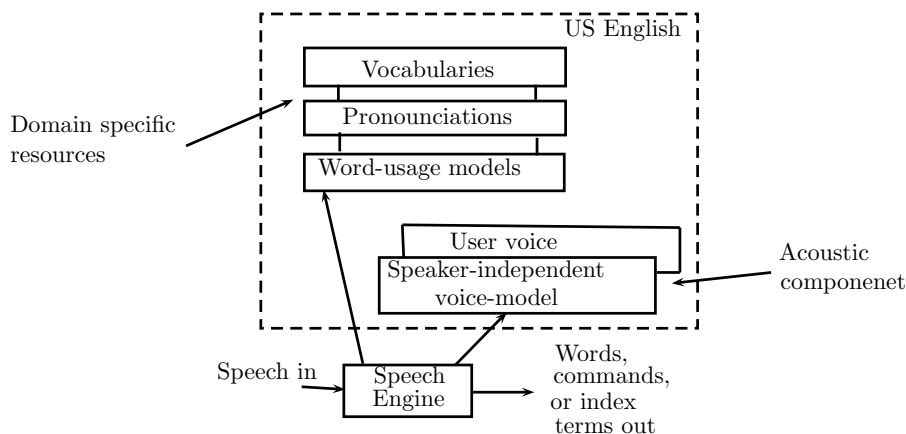 US English
Vocabularies
Pronounciations
Word-usage models
Domain specific
resources
User voice
Speaker-independent
voice-model
Acoustic
componenet
Speech in
Speech
Engine
Words,
commands,
or index
terms out